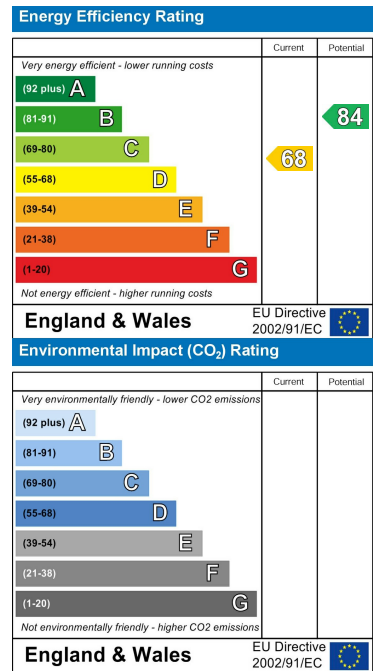 Energy Efficiency Rating
Current Potential
Very energy efficient - lower running costs
(92 plus) A
(81-91) B
84
(69-80) C
68
(55-68) D
(39-54) E
(21-38) F
(1-20) G
Not energy efficient - higher running costs
England & Wales
EU Directive
2002/91/EC
Environmental Impact (CO₂) Rating
Current Potential
Very environmentally friendly - lower CO2 emissions
(92 plus) A
(81-91) B
(69-80) C
(55-68) D
(39-54) E
(21-38) F
(1-20) G
Not environmentally friendly - higher CO2 emissions
England & Wales
EU Directive
2002/91/EC